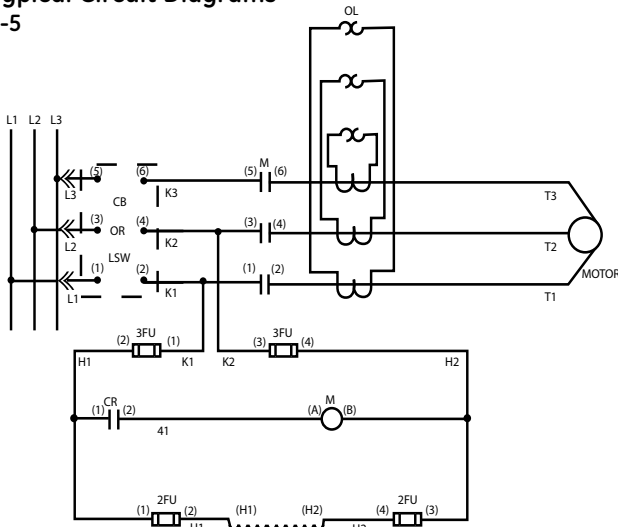 Typical Circuit Diagrams
-5
OL
L1 L2 L3
(5) (6) (5) M (6)
L3 K3 T3
CB
(3) (4) (3) (4)
OR
L2 K2 T2
LSW
MOTOR
(1) (2) (1) (2)
L1 K1 T1
(2) 3FU (1) (3) 3FU (4)
H1 K1 K2 H2
(1) CR (2) (A) M (B)
41
2FU 2FU
(1) (2) (H1) (H2) (4) (3)
H1 H2